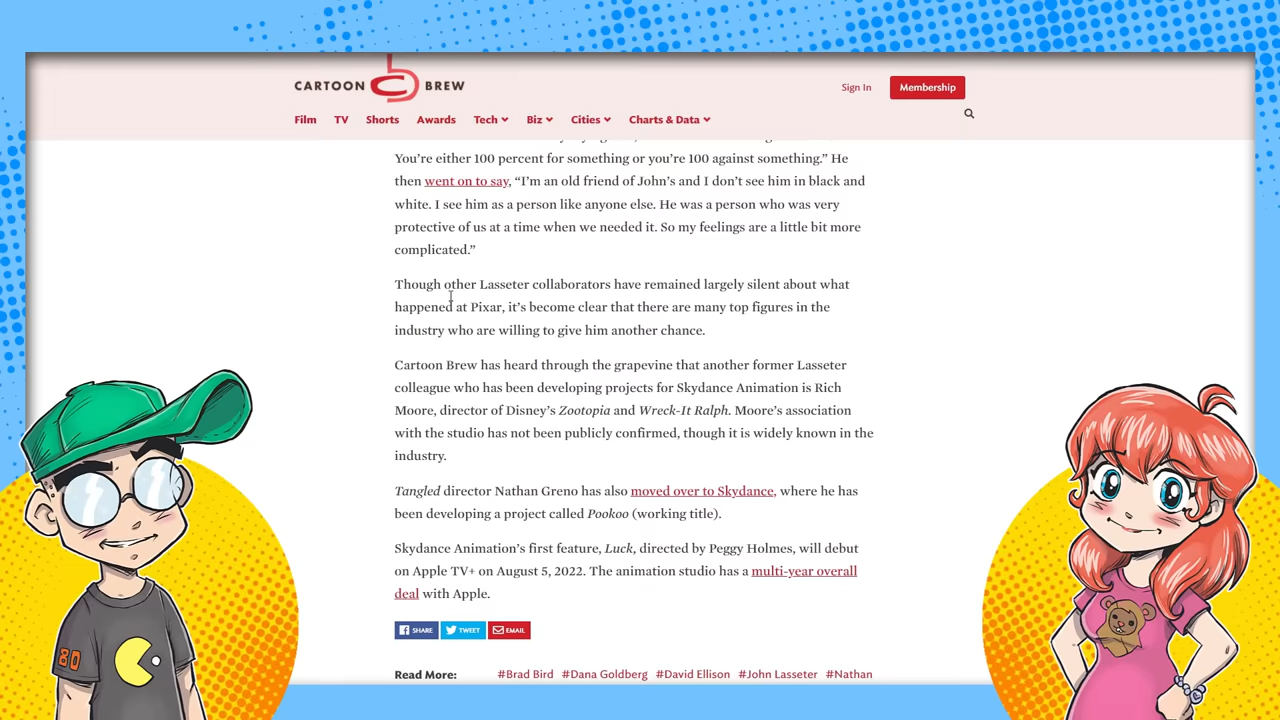 CARTOON BREW
Sign In
Membership
Film TV Shorts Awards Tech Biz Cities Charts & Data
You're either 100 percent for something or you're 100 against something.” He
then went on to say, “I'm an old friend of John's and I don't see him in black and
white. I see him as a person like anyone else. He was a person who was very
protective of us at a time when we needed it. So my feelings are a little bit more
complicated.”
Though other Lasseter collaborators have remained largely silent about what
happened at Pixar, it's become clear that there are many top figures in the
industry who are willing to give him another chance.
Cartoon Brew has heard through the grapevine that another former Lasseter
colleague who has been developing projects for Skydance Animation is Rich
Moore, director of Disney's Zootopia and Wreck-It Ralph. Moore's association
with the studio has not been publicly confirmed, though it is widely known in the
industry.
Tangled director Nathan Greno has also moved over to Skydance, where he has
been developing a project called Pookoo (working title).
Skydance Animation's first feature, Luck, directed by Peggy Holmes, will debut
on Apple TV+ on August 5, 2022. The animation studio has a multi-year overall
deal with Apple.
SHARE TWEET EMAIL
Read More: #Brad Bird #Dana Goldberg #David Ellison #John Lasseter #Nathan
80